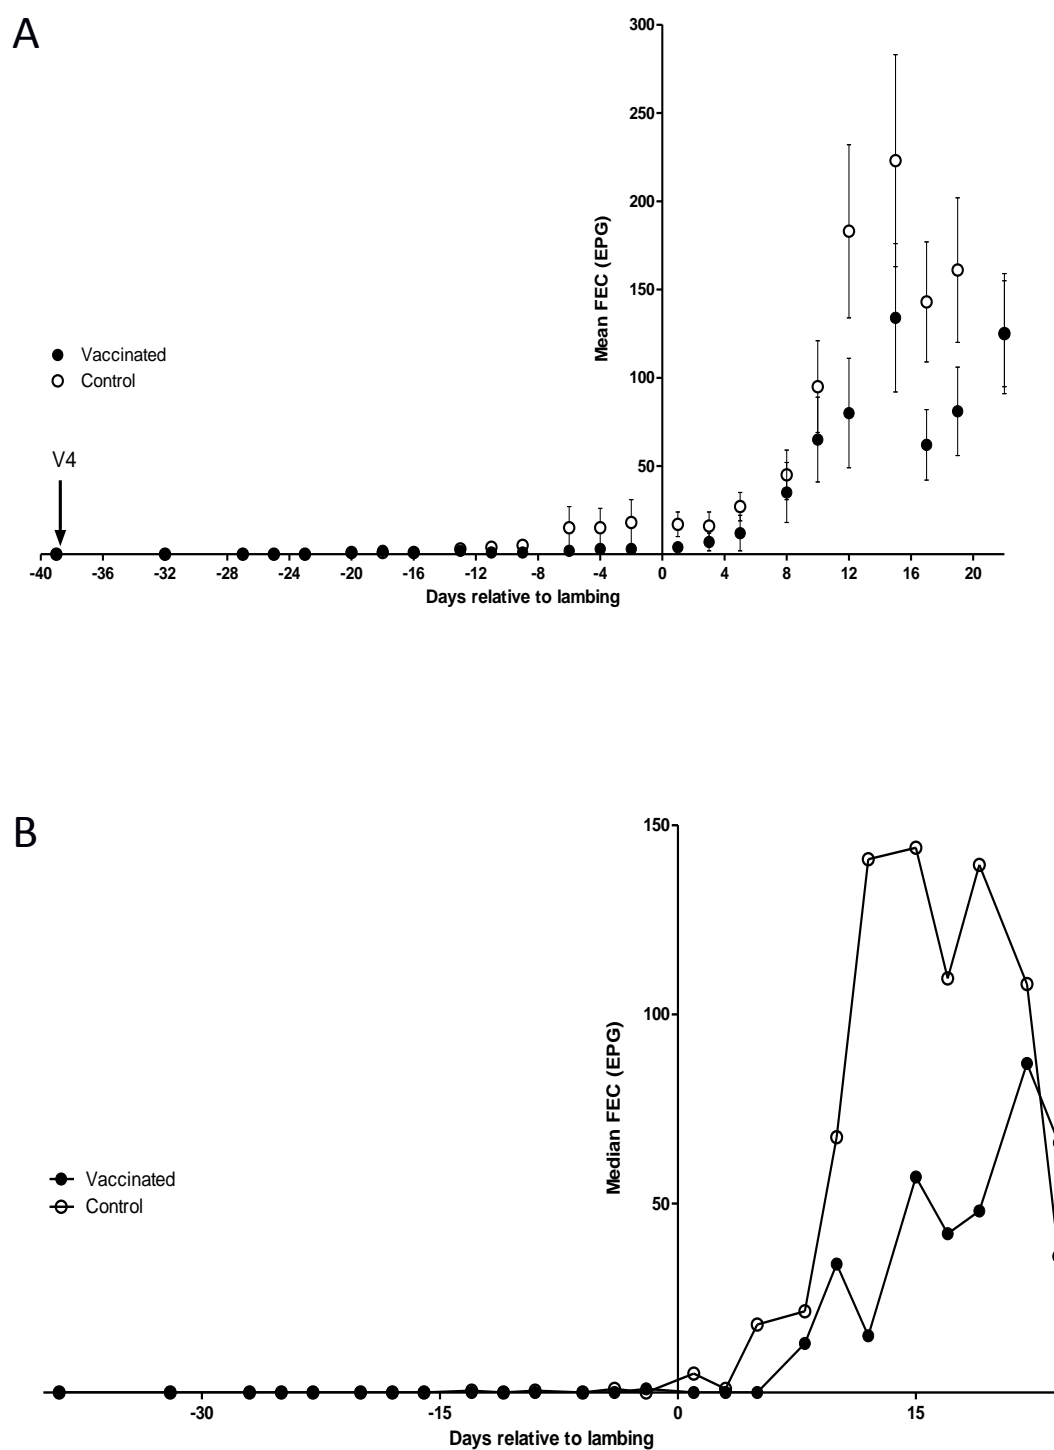 A
300
250
200
150
100
50
Mean FEC (EPG)
Vaccinated
Control
V4
-40 -36 -32 -28 -24 -20 -16 -12 -8 -4 0 4 8 12 16 20
Days relative to lambing
B
150
100
50
Median FEC (EPG)
Vaccinated
Control
-30 -15 0 15
Days relative to lambing